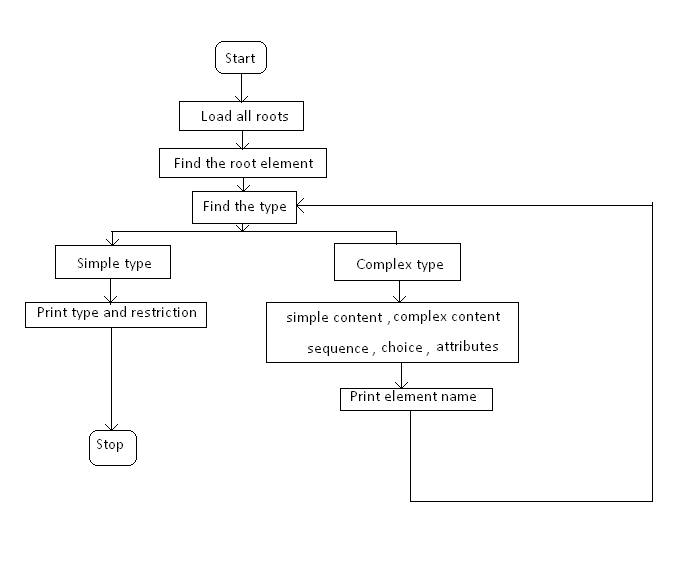 Start
Load all roots
Find the root element
Find the type
Simple type
Complex type
Print type and restriction
simple content , complex content
sequence , choice , attributes
Print element name
Stop